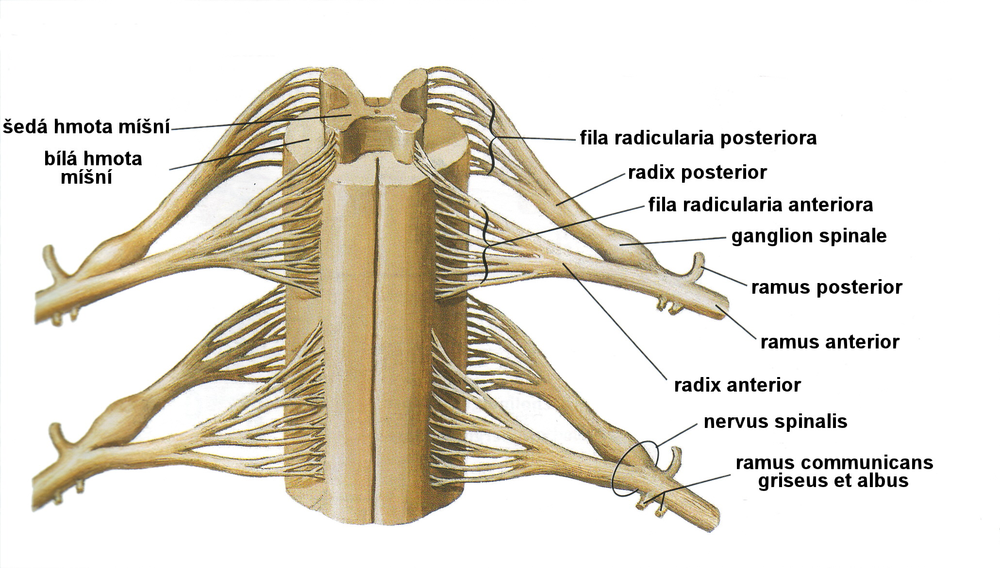 šedá hmota míšní
bílá hmota
míšní
fila radicularia posteriora
radix posterior
fila radicularia anteriora
ganglion spinale
ramus posterior
ramus anterior
radix anterior
nervus spinalis
ramus communicans
griseus et albus